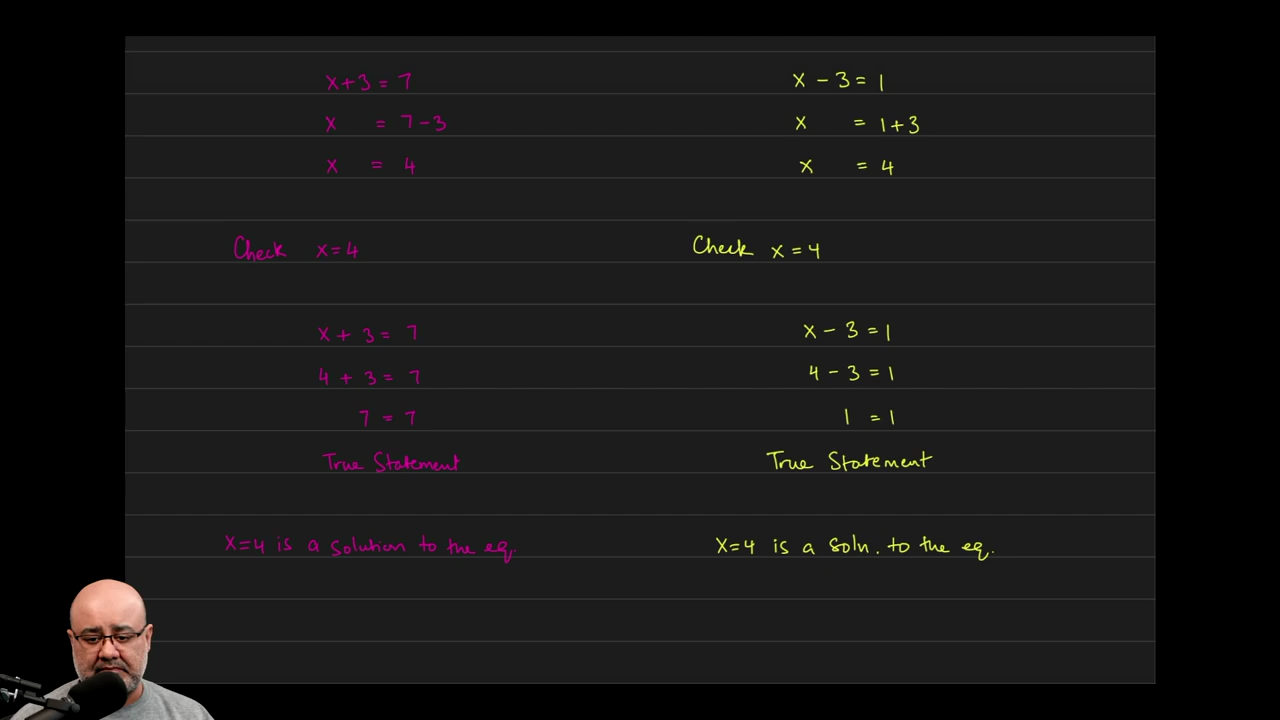 x+3=7
x = 7-3
x = 4
Check x=4
x + 3 = 7
4 + 3 = 7
7 = 7
True Statement
x=4 is a solution to the eq.
x-3=1
x = 1+3
x = 4
Check x=4
x-3=1
4-3=1
1 = 1
True Statement
x=4 is a soln. to the eq.